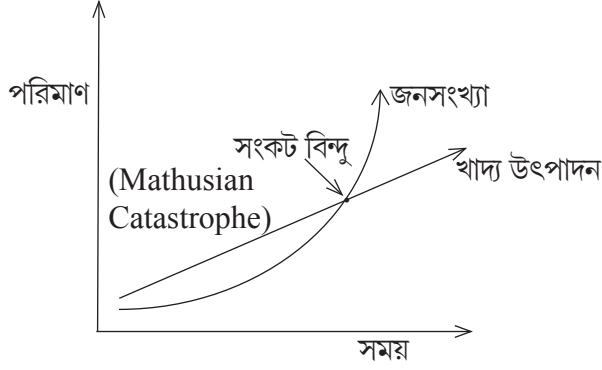 পরিমাণ
জনসংখ্যা
সংকট বিন্দু
খাদ্য উৎপাদন
(Mathusian
Catastrophe)
সময়